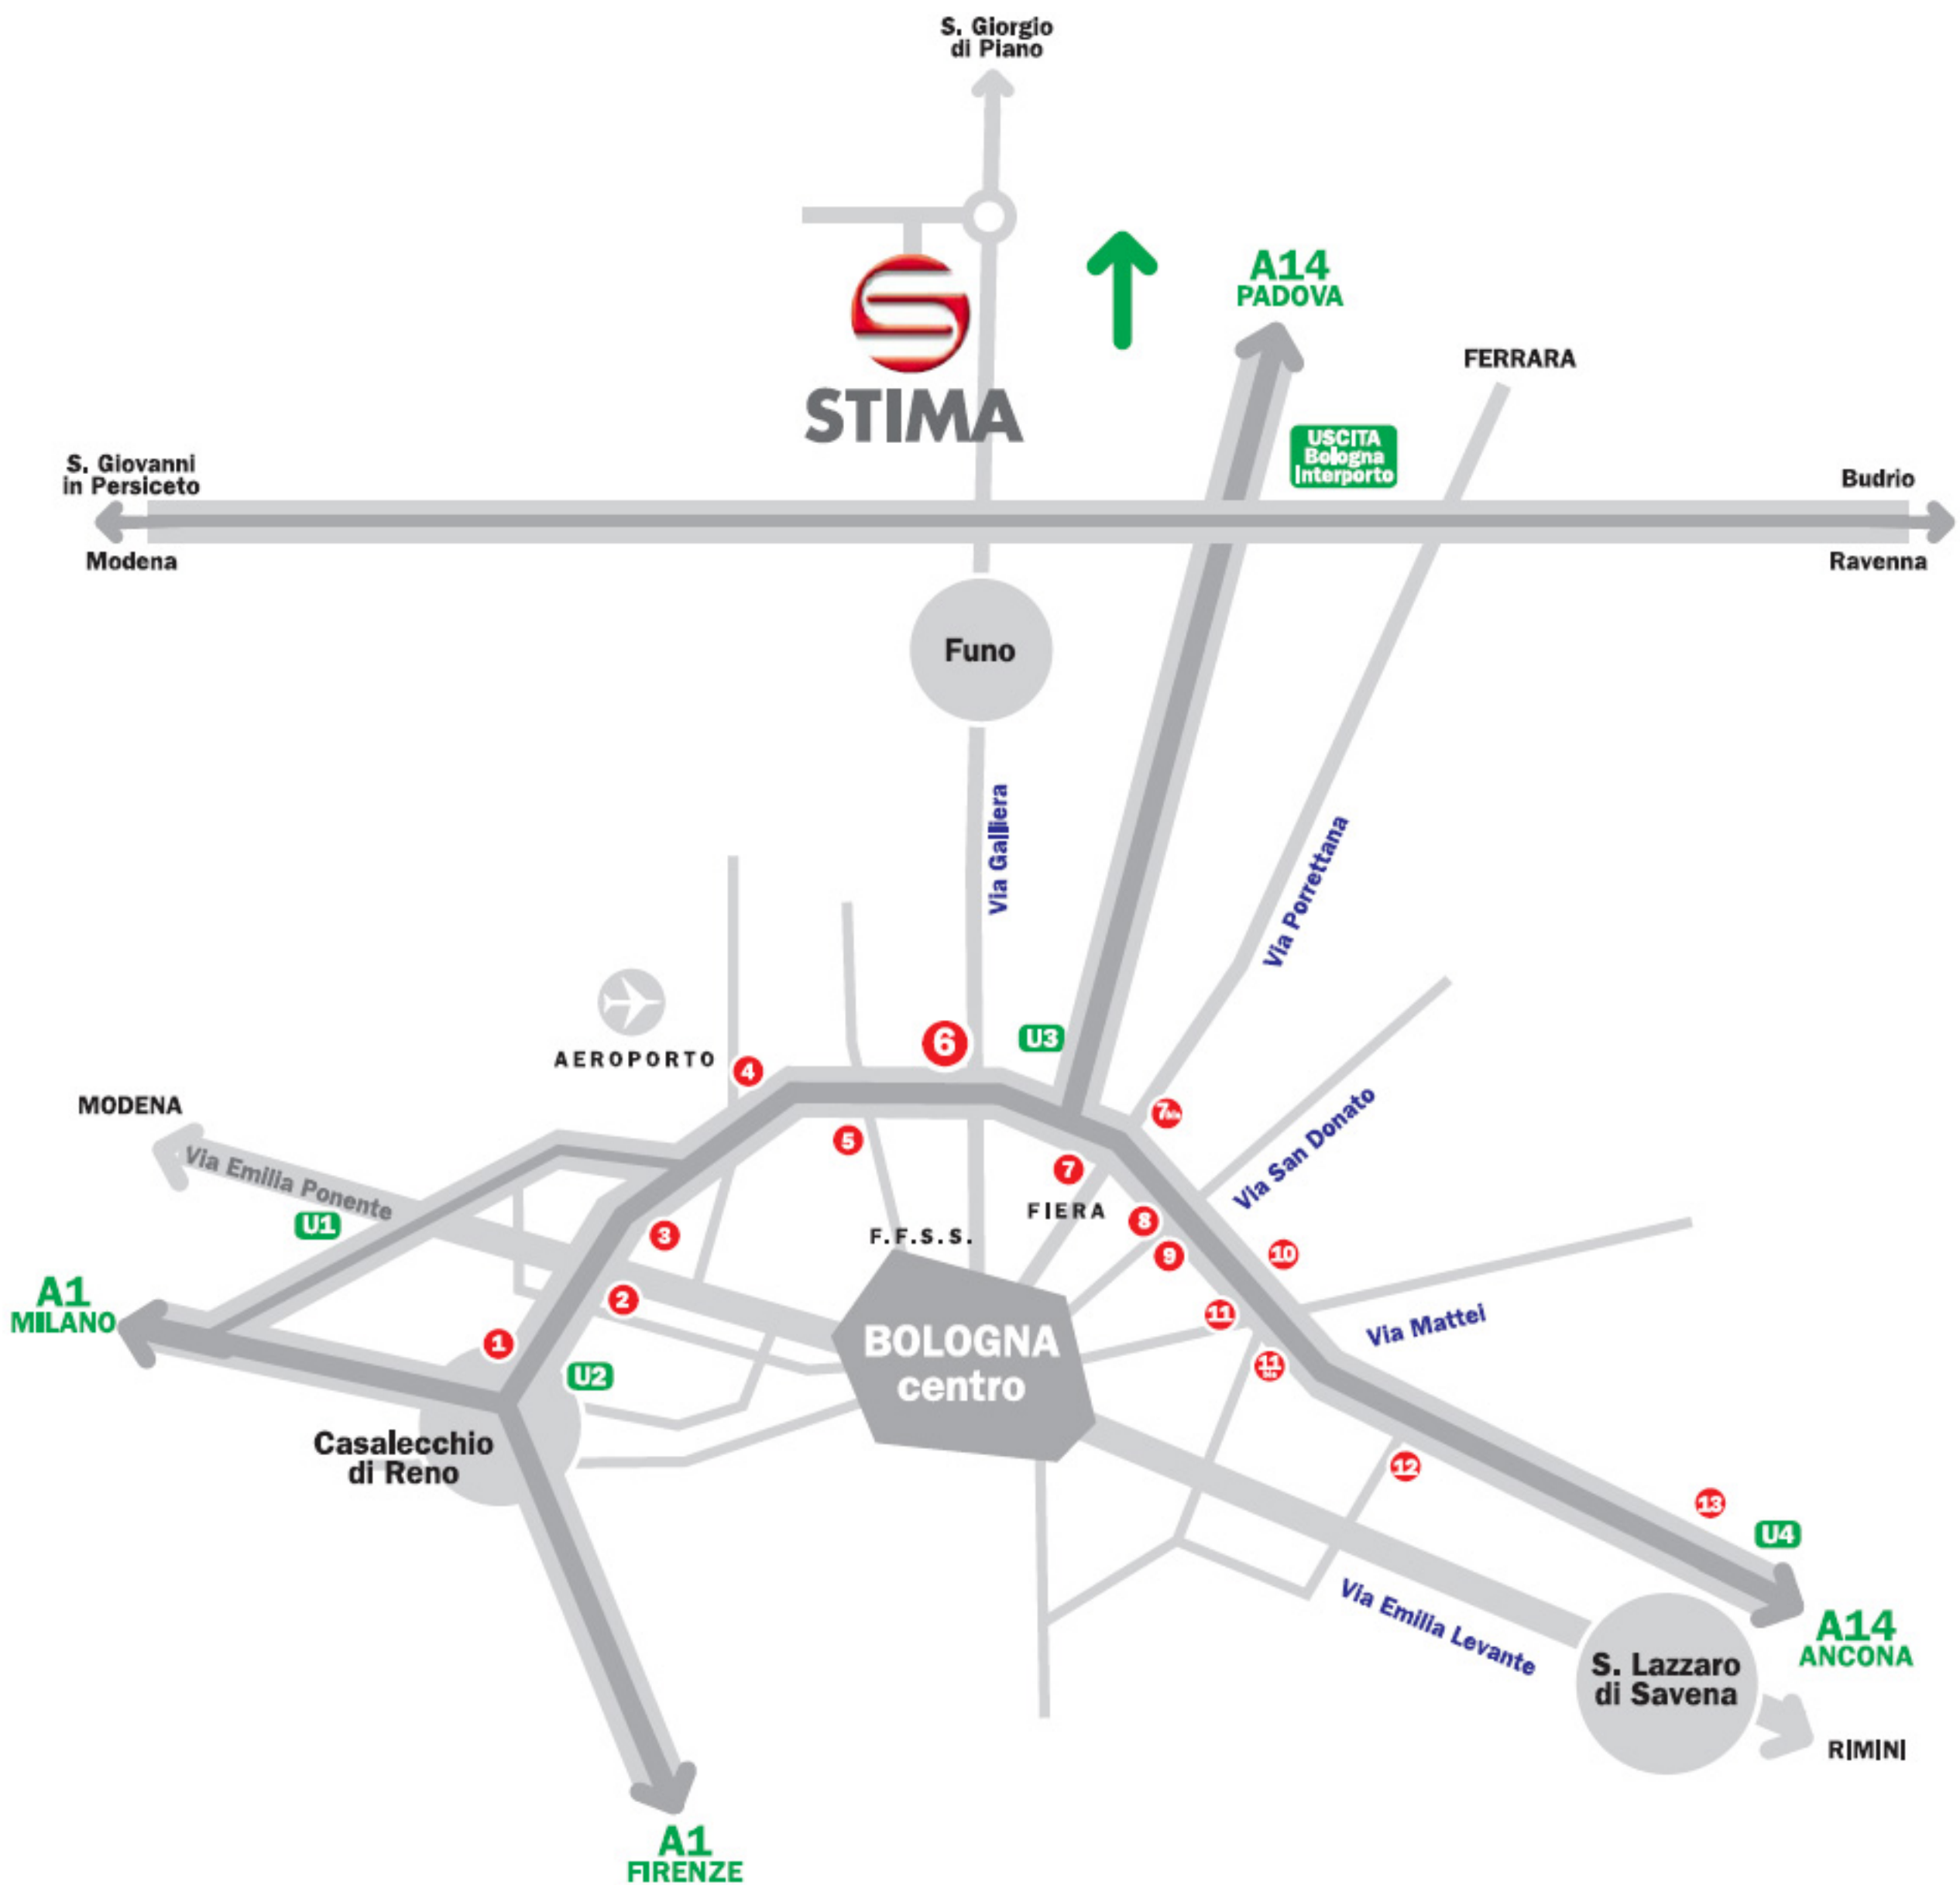 S. Giorgio
di Piano
A14
PADOVA
FERRARA
STIMA
USCITA
Bologna
Interporto
S. Giovanni
in Persiceto
Budrio
Modena
Ravenna
Funo
Via Galliera
Via Porrettana
AEROPORTO
6
U3
4
MODENA
Via Emilia Ponente
5
7bis
7
Via San Donato
FIERA
U1
3
F.F.S.S.
8
9
10
A1
MILANO
2
1
11
Via Mattei
BOLOGNA
centro
U2
11
bis
Casalecchio
di Reno
12
13
U4
Via Emilia Levante
A14
ANCONA
S. Lazzaro
di Savena
RIMINI
A1
FIRENZE